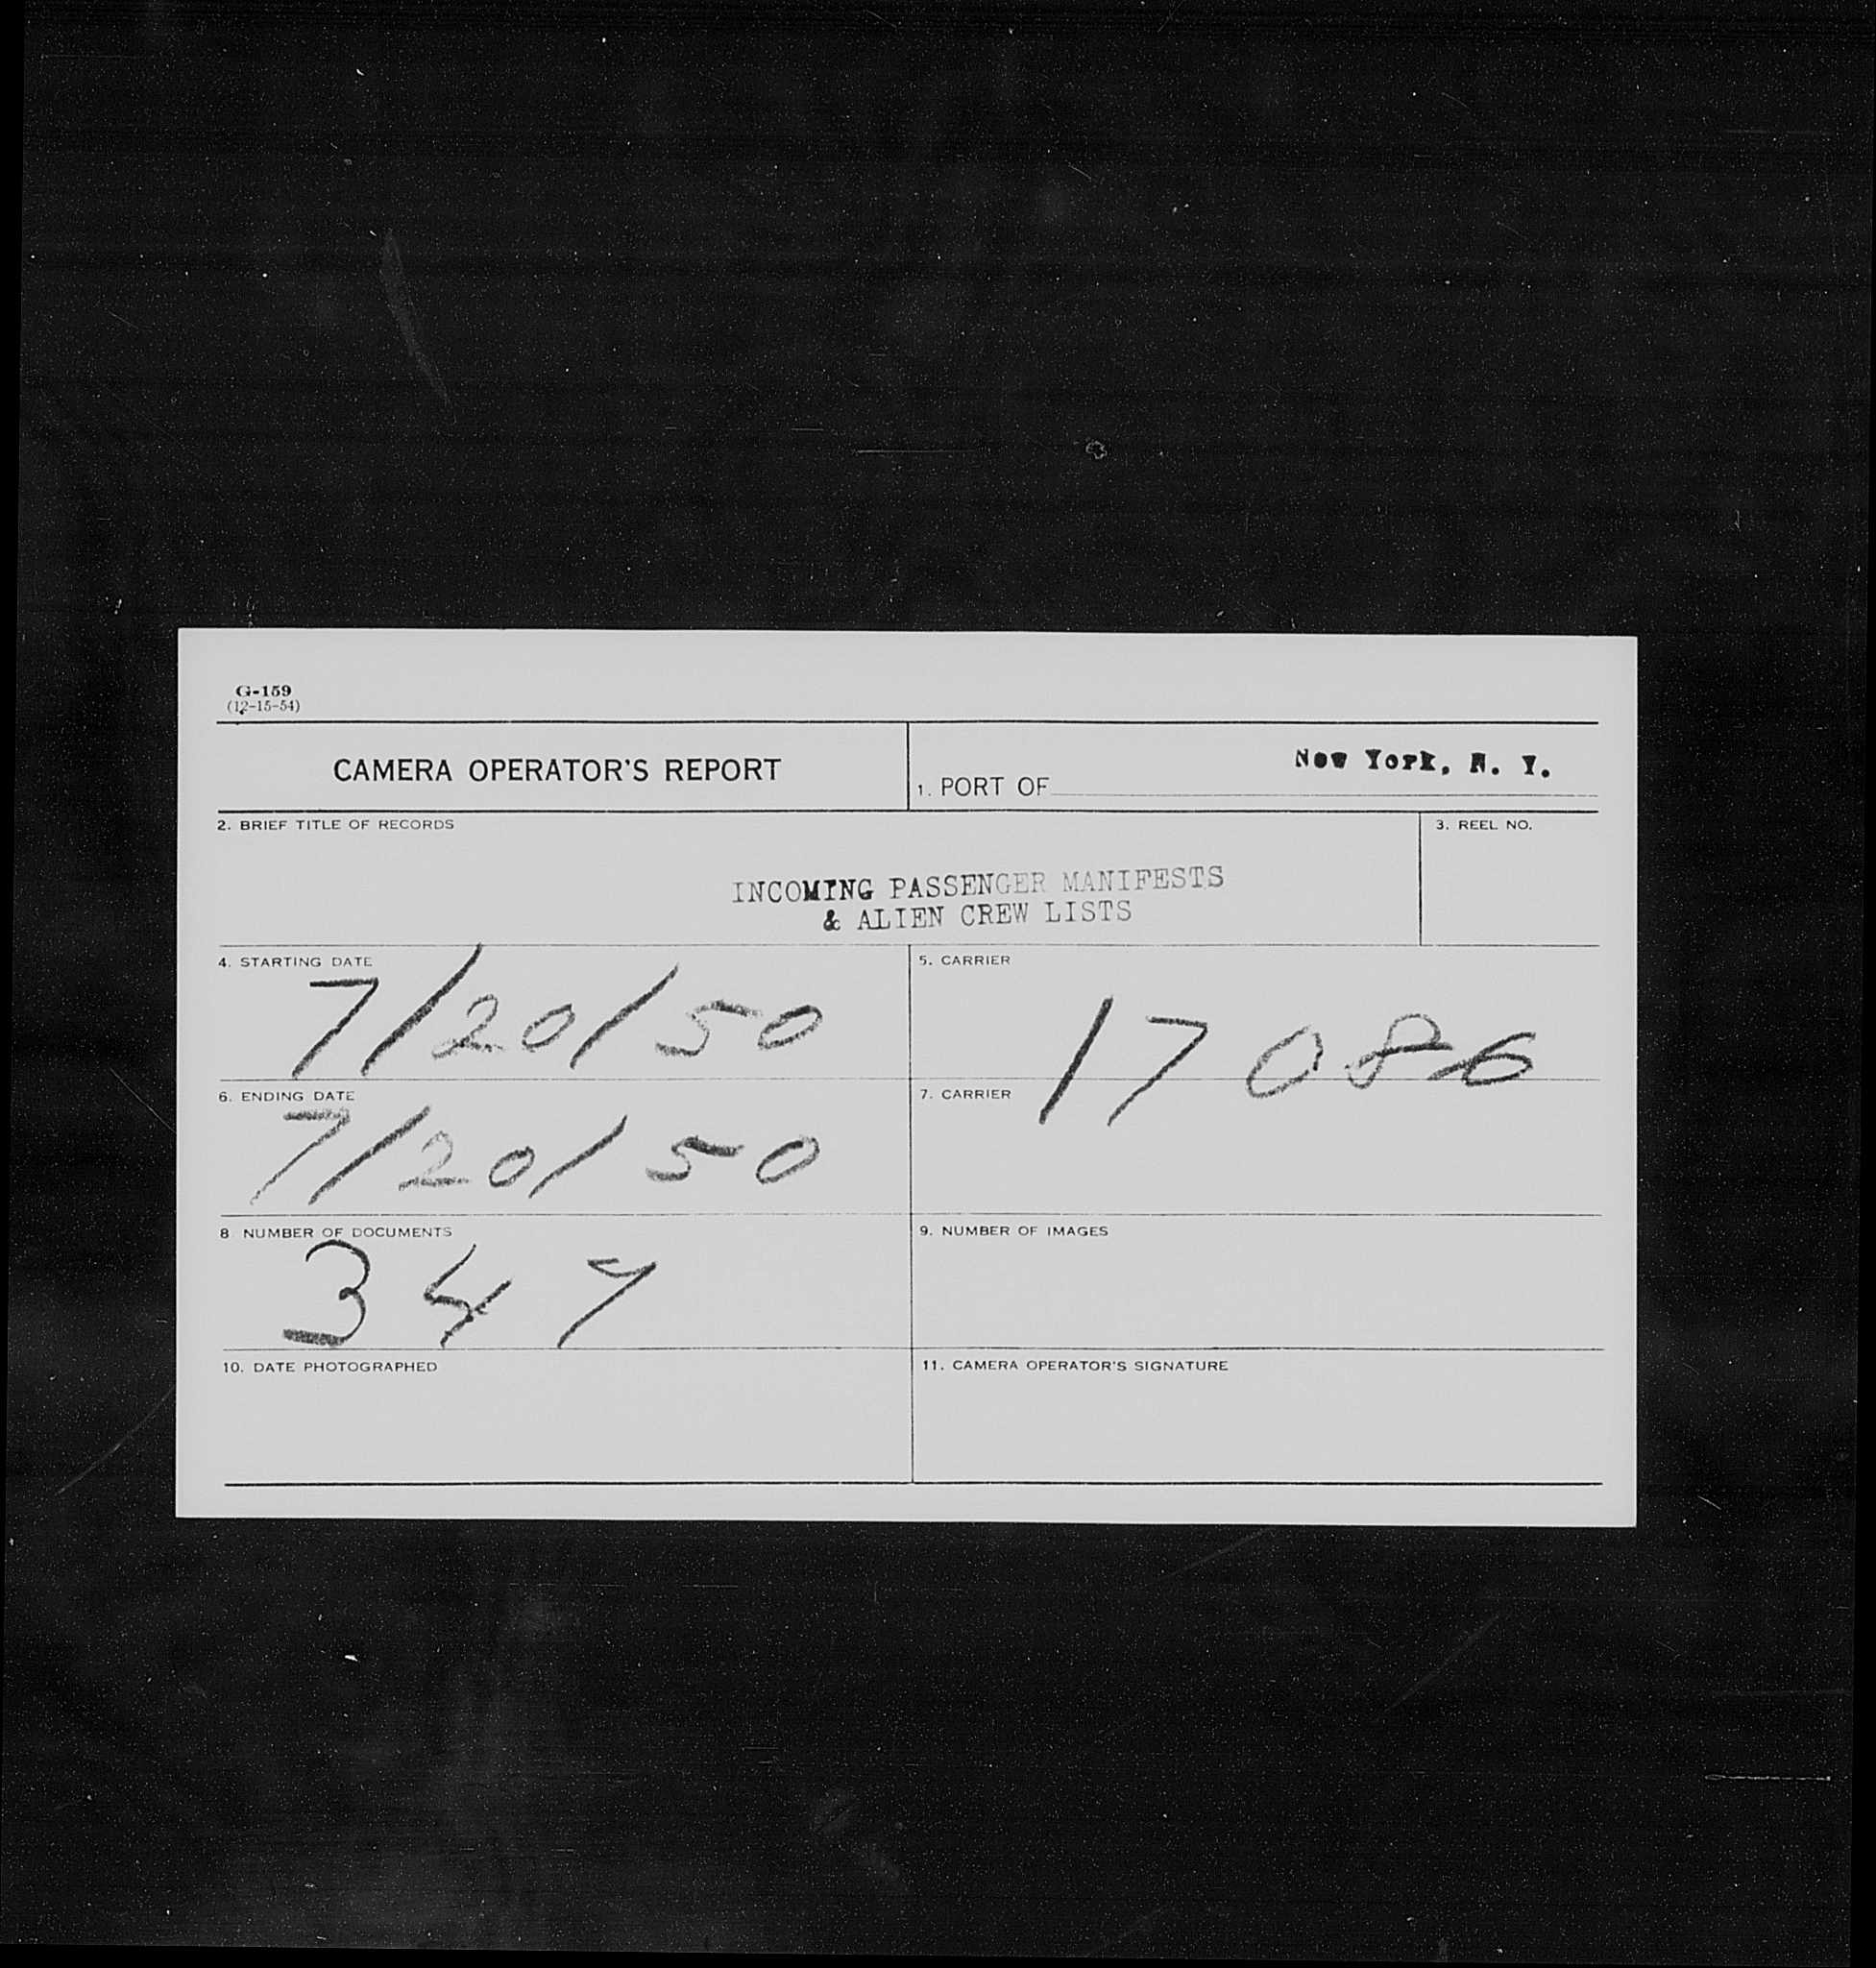 G-159
(12-15-54)
CAMERA OPERATOR'S REPORT
1. PORT OF New York, N. Y.
2. BRIEF TITLE OF RECORDS
3. REEL NO.
INCOMING PASSENGER MANIFESTS
& ALIEN CREW LISTS
4. STARTING DATE
7/20/50
5. CARRIER
17086
6. ENDING DATE
7/20/50
7. CARRIER
8 NUMBER OF DOCUMENTS
347
9. NUMBER OF IMAGES
10. DATE PHOTOGRAPHED
11. CAMERA OPERATOR'S SIGNATURE